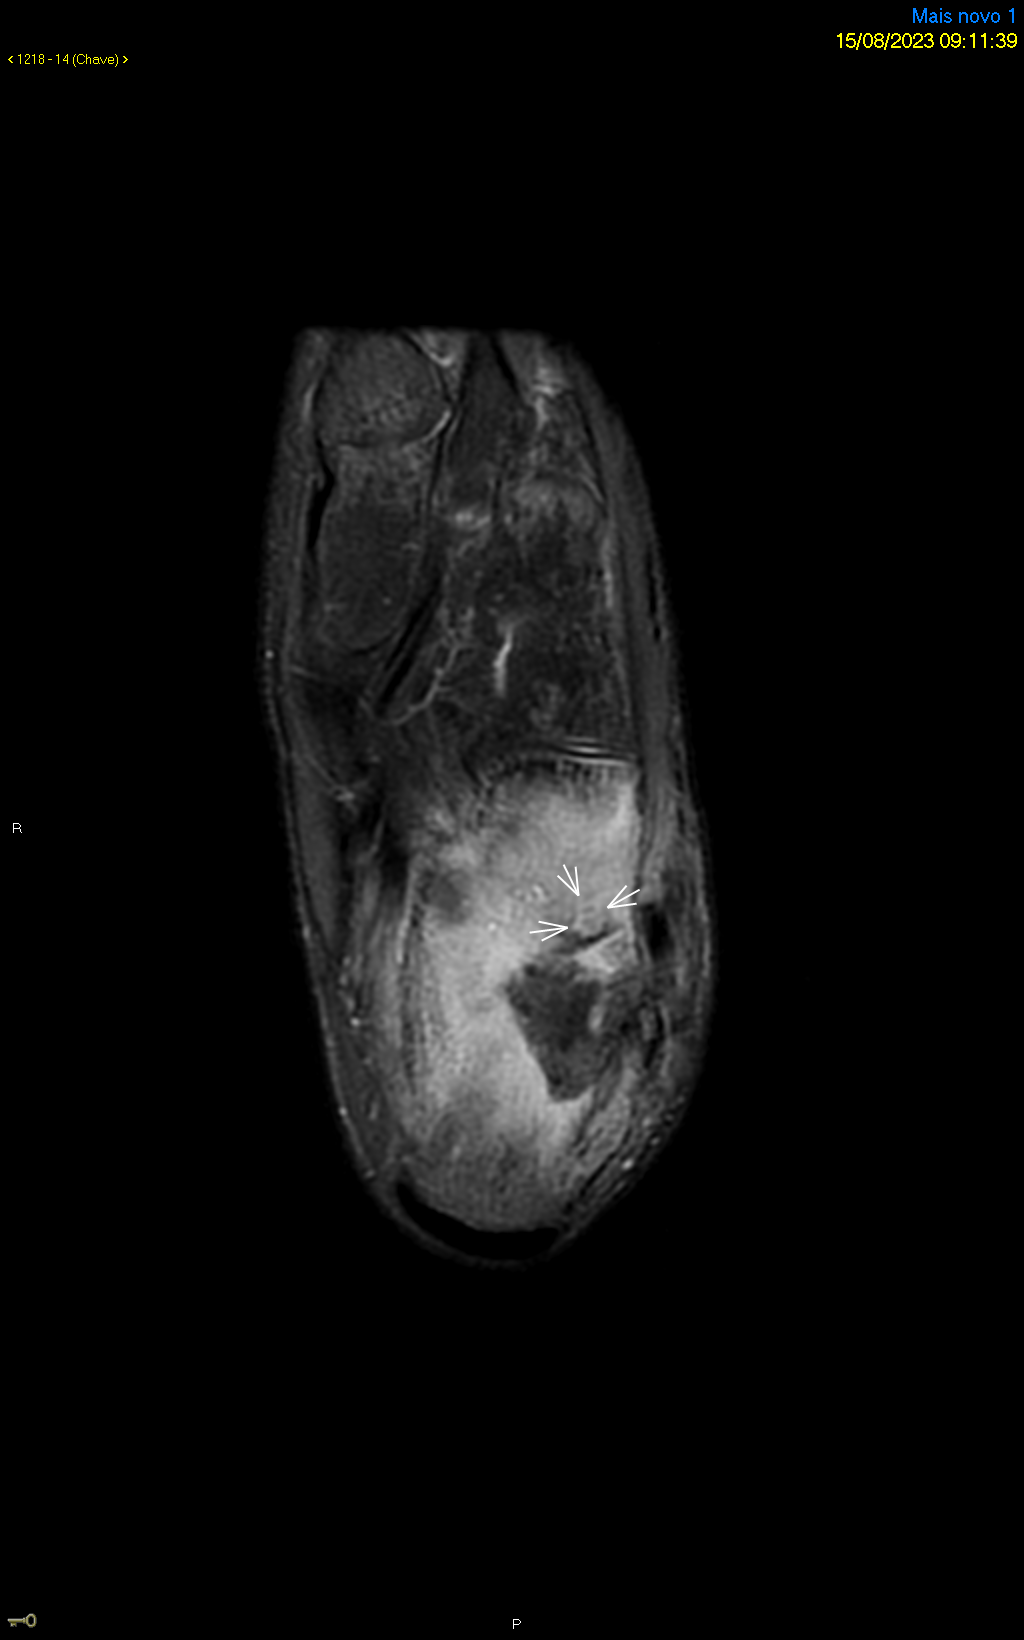 Mais novo 1
15/08/2023 09:11:39
< 1218 - 14 (Chave) >
R
P